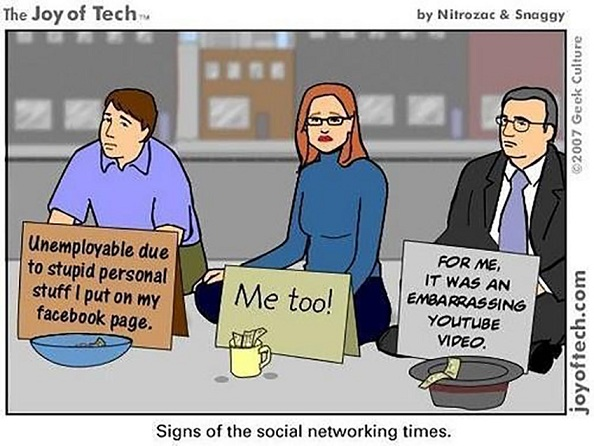 The Joy of Tech™ by Nitrozac & Snaggy
©2007 Geek Culture
Unemployable due
to stupid personal
stuff I put on my
facebook page.
Me too!
FOR ME,
IT WAS AN
EMBARRASSING
YOUTUBE
VIDEO.
joyoftech.com
Signs of the social networking times.